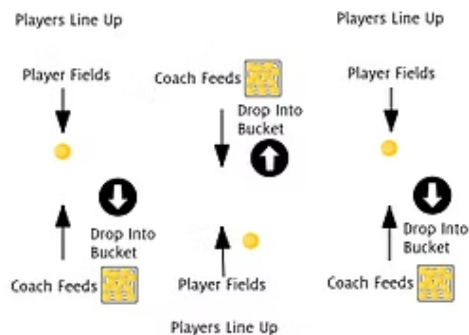 Players Line Up
Player Fields
Drop Into
Bucket
Coach Feeds
Coach Feeds
Drop Into
Bucket
Player Fields
Players Line Up
Players Line Up
Player Fields
Drop Into
Bucket
Coach Feeds